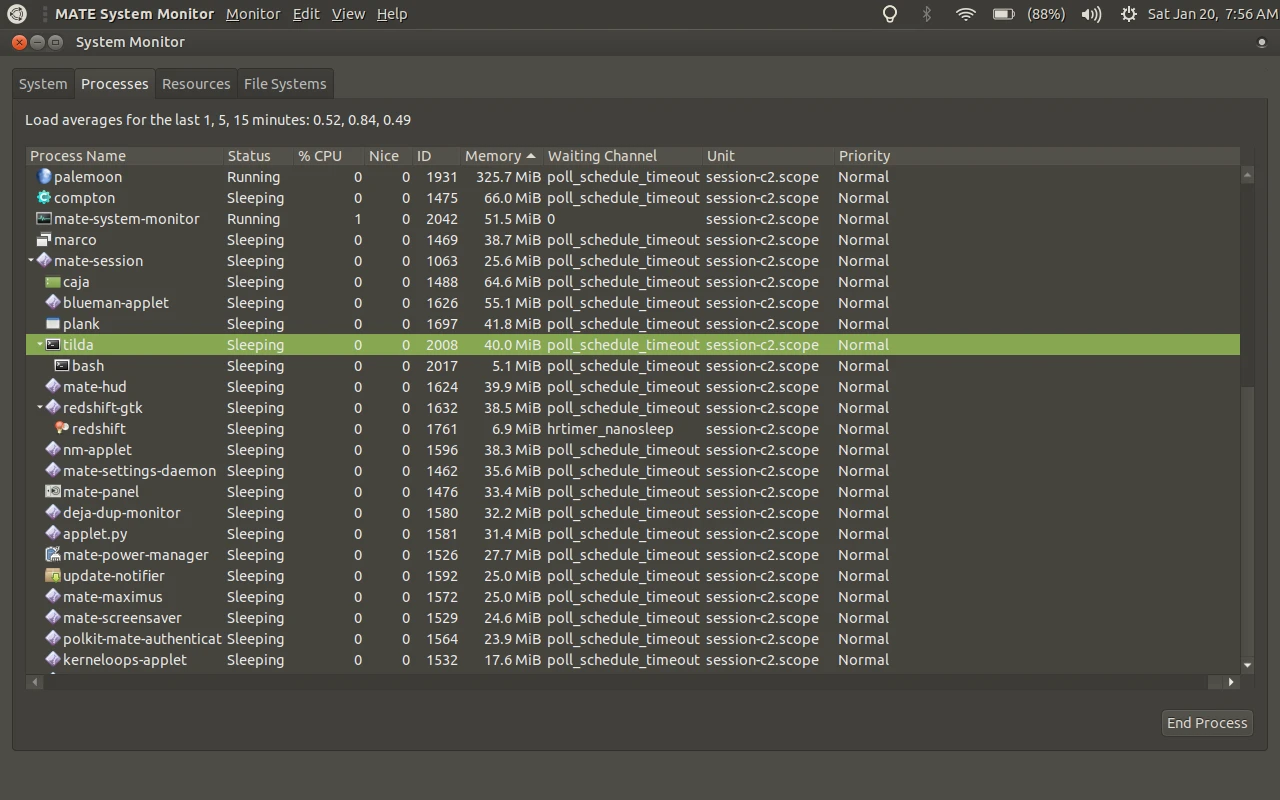 MATE System Monitor Monitor Edit View Help (88%) Sat Jan 20, 7:56 AM
System Monitor
System Processes Resources File Systems
Load averages for the last 1, 5, 15 minutes: 0.52, 0.84, 0.49
Process Name Status % CPU Nice ID Memory Waiting Channel Unit Priority
palemoon Running 0 0 1931 325.7 MiB poll_schedule_timeout session-c2.scope Normal
compton Sleeping 0 0 1475 66.0 MiB poll_schedule_timeout session-c2.scope Normal
mate-system-monitor Running 1 0 2042 51.5 MiB 0 session-c2.scope Normal
marco Sleeping 0 0 1469 38.7 MiB poll_schedule_timeout session-c2.scope Normal
mate-session Sleeping 0 0 1063 25.6 MiB poll_schedule_timeout session-c2.scope Normal
caja Sleeping 0 0 1488 64.6 MiB poll_schedule_timeout session-c2.scope Normal
blueman-applet Sleeping 0 0 1626 55.1 MiB poll_schedule_timeout session-c2.scope Normal
plank Sleeping 0 0 1697 41.8 MiB poll_schedule_timeout session-c2.scope Normal
tilda Sleeping 0 0 2008 40.0 MiB poll_schedule_timeout session-c2.scope Normal
bash Sleeping 0 0 2017 5.1 MiB poll_schedule_timeout session-c2.scope Normal
mate-hud Sleeping 0 0 1624 39.9 MiB poll_schedule_timeout session-c2.scope Normal
redshift-gtk Sleeping 0 0 1632 38.5 MiB poll_schedule_timeout session-c2.scope Normal
redshift Sleeping 0 0 1761 6.9 MiB hrtimer_nanosleep session-c2.scope Normal
nm-applet Sleeping 0 0 1596 38.3 MiB poll_schedule_timeout session-c2.scope Normal
mate-settings-daemon Sleeping 0 0 1462 35.6 MiB poll_schedule_timeout session-c2.scope Normal
mate-panel Sleeping 0 0 1476 33.4 MiB poll_schedule_timeout session-c2.scope Normal
deja-dup-monitor Sleeping 0 0 1580 32.2 MiB poll_schedule_timeout session-c2.scope Normal
applet.py Sleeping 0 0 1581 31.4 MiB poll_schedule_timeout session-c2.scope Normal
mate-power-manager Sleeping 0 0 1526 27.7 MiB poll_schedule_timeout session-c2.scope Normal
update-notifier Sleeping 0 0 1592 25.0 MiB poll_schedule_timeout session-c2.scope Normal
mate-maximus Sleeping 0 0 1572 25.0 MiB poll_schedule_timeout session-c2.scope Normal
mate-screensaver Sleeping 0 0 1529 24.6 MiB poll_schedule_timeout session-c2.scope Normal
polkit-mate-authenticat Sleeping 0 0 1564 23.9 MiB poll_schedule_timeout session-c2.scope Normal
kerneloops-applet Sleeping 0 0 1532 17.6 MiB poll_schedule_timeout session-c2.scope Normal
End Process